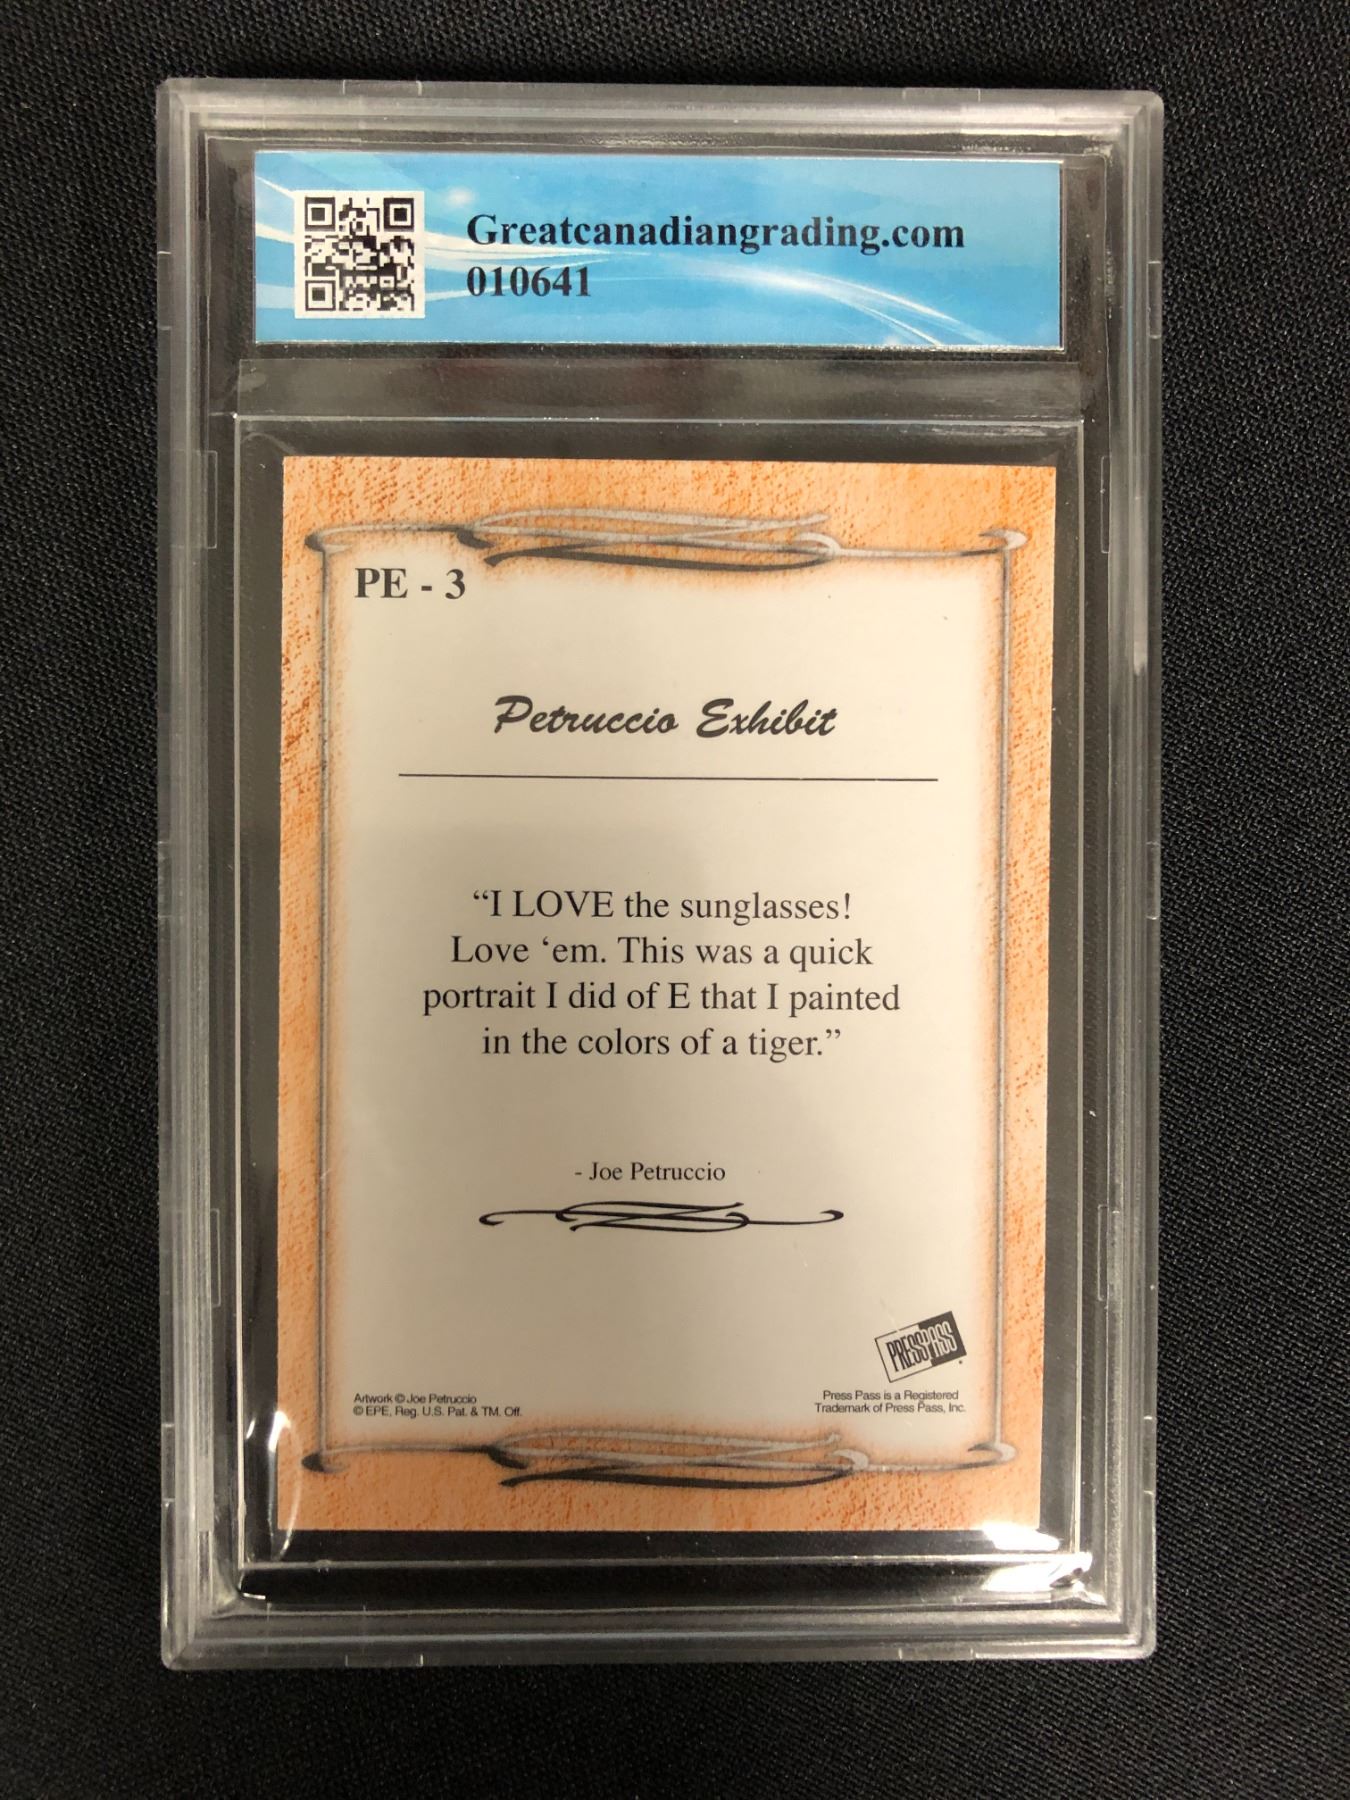 Greatcanadiangrading.com
010641
PE - 3
Petruccio Exhibit
“I LOVE the sunglasses!
Love ‘em. This was a quick
portrait I did of E that I painted
in the colors of a tiger.”
- Joe Petruccio
PRESS PASS
Artwork © Joe Petruccio
© EPE, Reg. U.S. Pat. & TM. Off.
Press Pass is a Registered
Trademark of Press Pass, Inc.